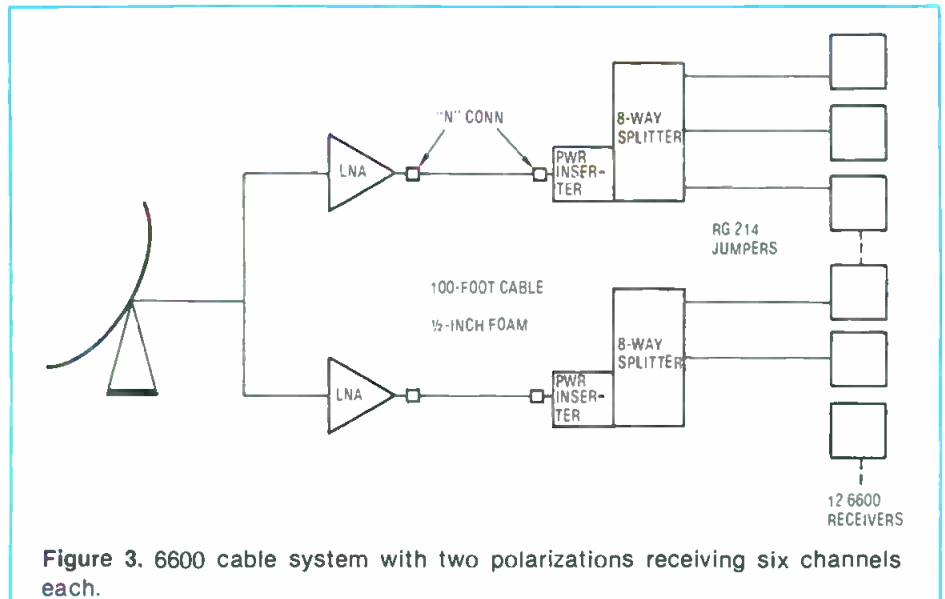 "N" CONN
LNA
PWR
INSER-
TER
8-WAY
SPLITTER
RG 214
JUMPERS
100-FOOT CABLE
½-INCH FOAM
LNA
PWR
INSER-
TER
8-WAY
SPLITTER
12 6600
RECEIVERS
Figure 3. 6600 cable system with two polarizations receiving six channels
each.